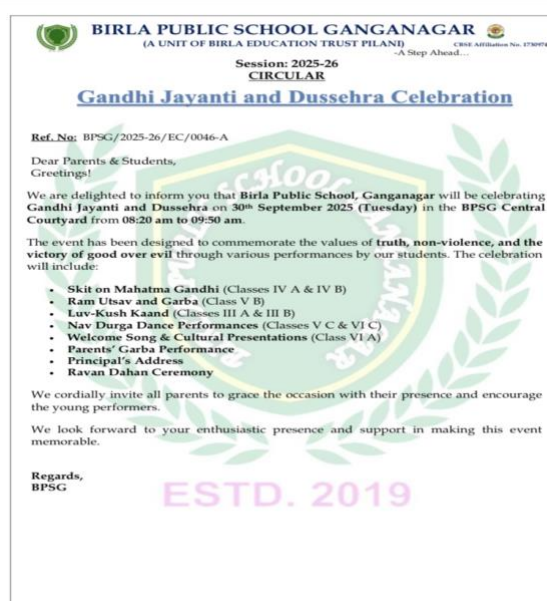 BIRLA PUBLIC SCHOOL GANGANAGAR
(A UNIT OF BIRLA EDUCATION TRUST PILANI)
CBSE Affiliation No. 1730974
-A Step Ahead...
Session: 2025-26
CIRCULAR
Gandhi Jayanti and Dussehra Celebration
Ref. No: BPSG/2025-26/EC/0046-A
Dear Parents & Students,
Greetings!
We are delighted to inform you that Birla Public School, Ganganagar will be celebrating
Gandhi Jayanti and Dussehra on 30th September 2025 (Tuesday) in the BPSG Central
Courtyard from 08:20 am to 09:50 am.
The event has been designed to commemorate the values of truth, non-violence, and the
victory of good over evil through various performances by our students. The celebration
will include:
• Skit on Mahatma Gandhi (Classes IV A & IV B)
• Ram Utsav and Garba (Class V B)
• Luv-Kush Kaand (Classes III A & III B)
• Nav Durga Dance Performances (Classes V C & VI C)
• Welcome Song & Cultural Presentations (Class VI A)
• Parents' Garba Performance
• Principal's Address
• Ravan Dahan Ceremony
We cordially invite all parents to grace the occasion with their presence and encourage
the young performers.
We look forward to your enthusiastic presence and support in making this event
memorable.
Regards,
BPSG
ESTD. 2019